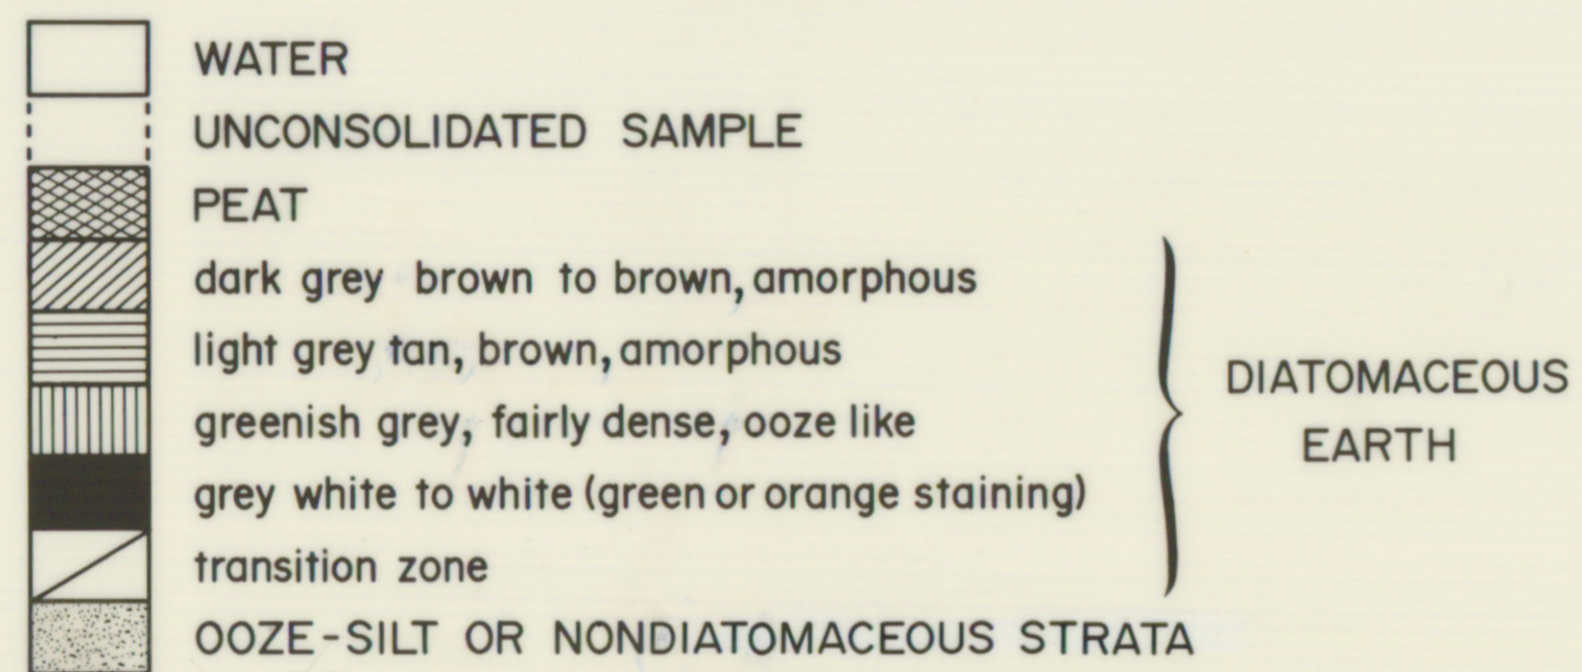 WATER
UNCONSOLIDATED SAMPLE
PEAT
dark grey brown to brown, amorphous
light grey tan, brown, amorphous
greenish grey, fairly dense, ooze like
grey white to white (green or orange staining)
transition zone
DIATOMACEOUS
EARTH
OOZE-SILT OR NONDIATOMACEOUS STRATA